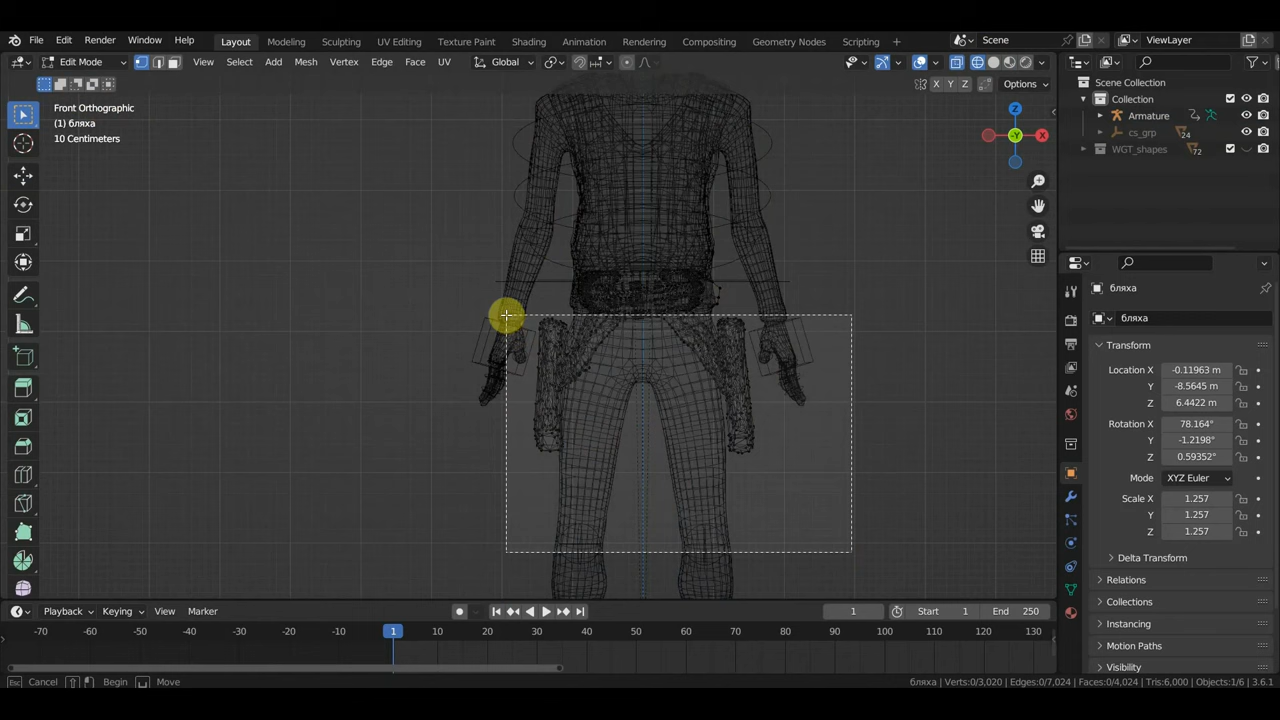 File Edit Render Window Help Layout Modeling Sculpting UV Editing Texture Paint Shading Animation Rendering Compositing Geometry Nodes Scripting + Scene ViewLayer
Edit Mode View Select Add Mesh Vertex Edge Face UV Global
X Y Z Options
Front Orthographic
(1) бляха
10 Centimeters
Z
-Y
X
Scene Collection
Collection
Armature
cs_grp 24
WGT_shapes 72
бляха
бляха
Transform
Location X -0.11963 m
Y -8.5645 m
Z 6.4422 m
Rotation X 78.164°
Y -1.2198°
Z 0.59352°
Mode XYZ Euler
Scale X 1.257
Y 1.257
Z 1.257
Delta Transform
Relations
Collections
Instancing
Motion Paths
Visibility
Playback Keying View Marker 1 Start 1 End 250
-70 -60 -50 -40 -30 -20 -10 1 10 20 30 40 50 60 70 80 90 100 110 120 130
Esc Cancel Begin Move бляха | Verts:0/3,020 | Edges:0/7,024 | Faces:0/4,024 | Tris:6,000 | Objects:1/6 | 3.6.1